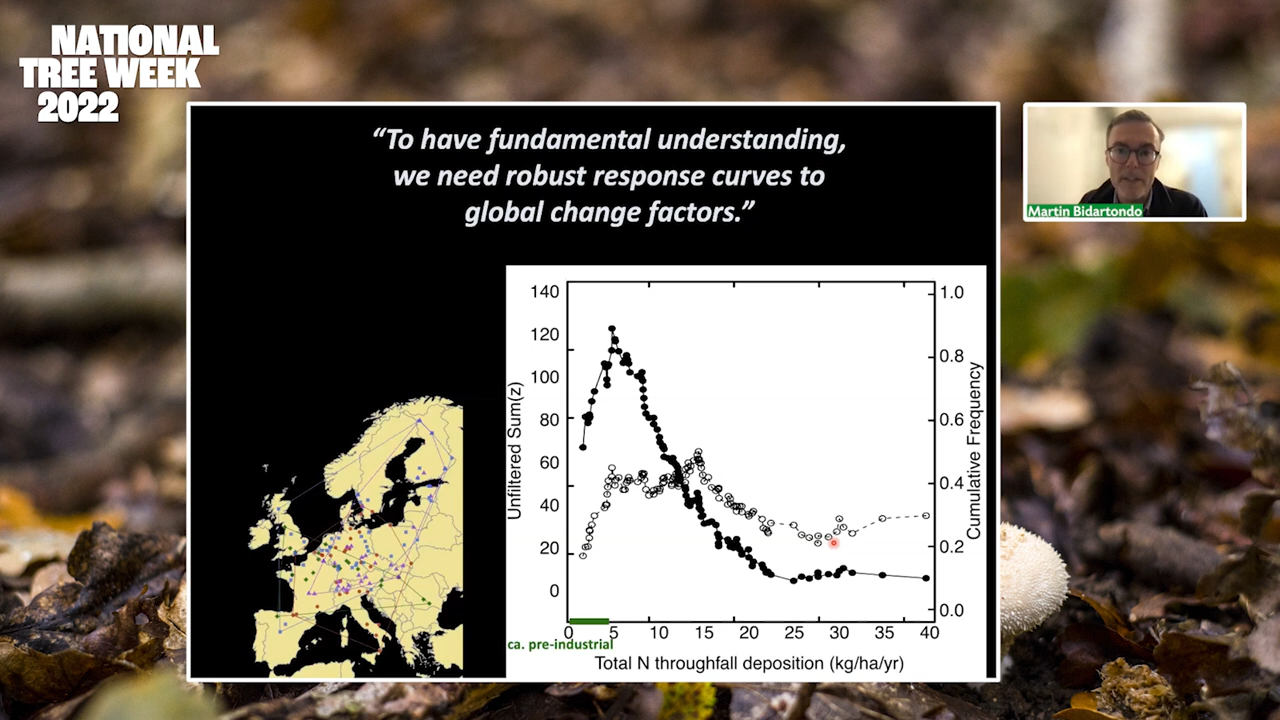 NATIONAL
TREE WEEK
2022
“To have fundamental understanding,
we need robust response curves to
global change factors.”
Martin Bidartondo
140
120
100
80
60
40
20
0
Unfiltered Sum(z)
1.0
0.8
0.6
0.4
0.2
0.0
Cumulative Frequency
0 5 10 15 20 25 30 35 40
ca. pre-industrial
Total N throughfall deposition (kg/ha/yr)